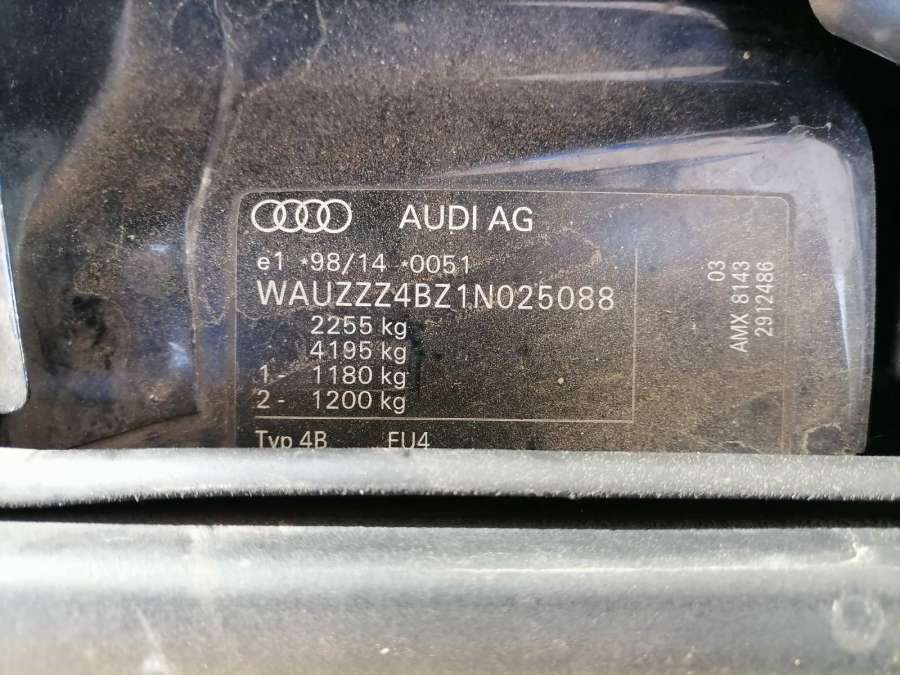 AUDI AG
e1 *98/14 *0051
WAUZZZ4BZ1N025088
2255 kg
4195 kg
1- 1180 kg
2- 1200 kg
Typ 4B EU4
03
AMX 8143
2912486